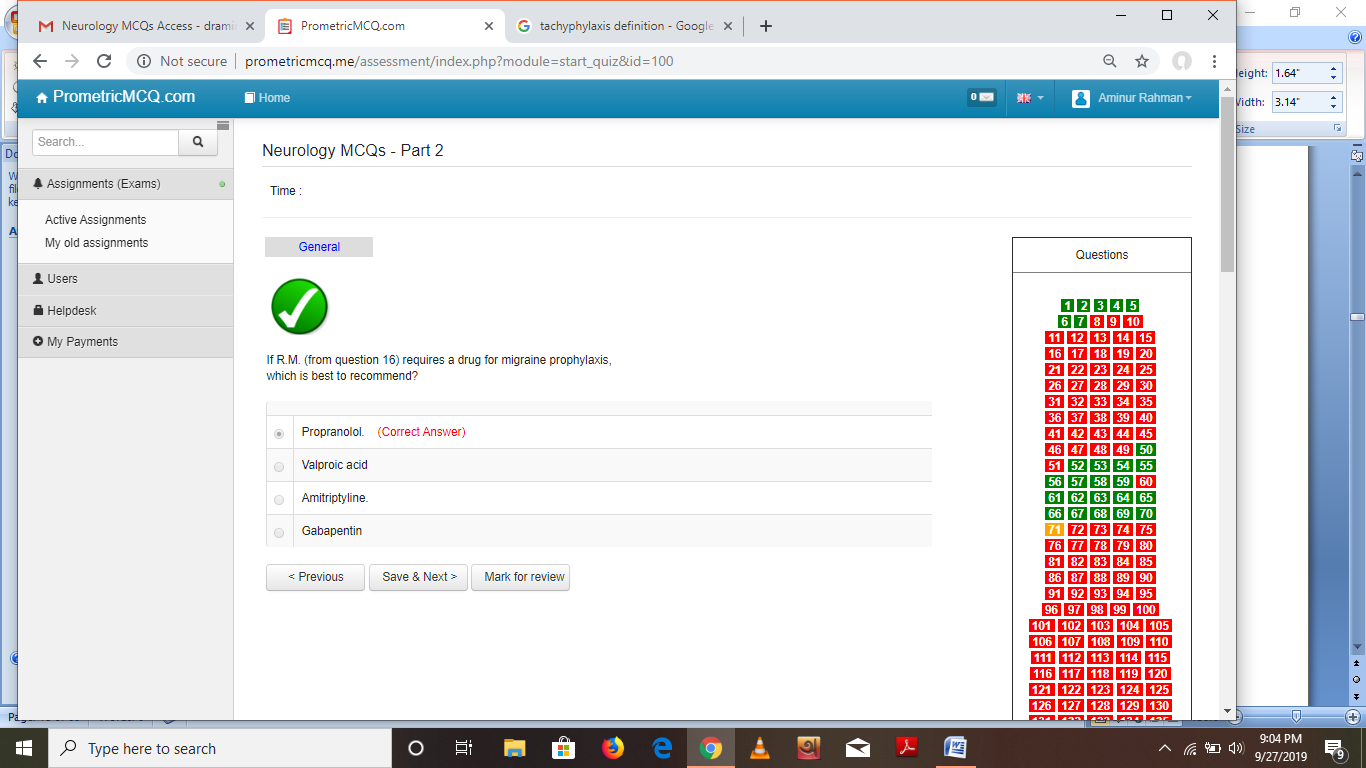 Neurology MCQs Access - drami
PrometricMCQ.com
tachyphylaxis definition - Google
Not secure
prometricmcq.me/assessment/index.php?module=start_quiz&id=100
eight: 1.64"
Vidth: 3.14"
Size
PrometricMCQ.com
Home
0
Aminur Rahman
Search...
Assignments (Exams)
Active Assignments
My old assignments
Users
Helpdesk
My Payments
Neurology MCQs - Part 2
Time :
General
If R.M. (from question 16) requires a drug for migraine prophylaxis,
which is best to recommend?
Propranolol. (Correct Answer)
Valproic acid
Amitriptyline.
Gabapentin
< Previous
Save & Next >
Mark for review
Questions
1 2 3 4 5
6 7 8 9 10
11 12 13 14 15
16 17 18 19 20
21 22 23 24 25
26 27 28 29 30
31 32 33 34 35
36 37 38 39 40
41 42 43 44 45
46 47 48 49 50
51 52 53 54 55
56 57 58 59 60
61 62 63 64 65
66 67 68 69 70
71 72 73 74 75
76 77 78 79 80
81 82 83 84 85
86 87 88 89 90
91 92 93 94 95
96 97 98 99 100
101 102 103 104 105
106 107 108 109 110
111 112 113 114 115
116 117 118 119 120
121 122 123 124 125
126 127 128 129 130
Type here to search
9:04 PM
9/27/2019
9